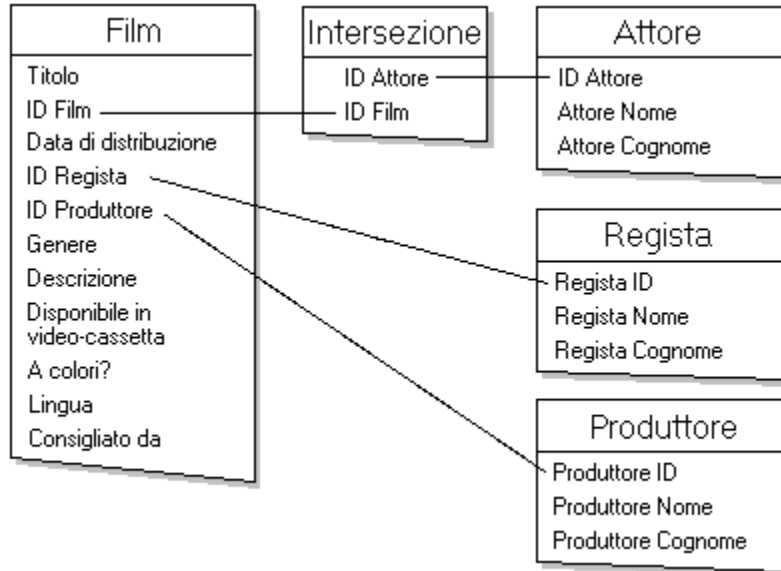 Film
Titolo
ID Film
Data di distribuzione
ID Regista
ID Produttore
Genere
Descrizione
Disponibile in
video-cassetta
A colori?
Lingua
Consigliato da
Intersezione
ID Attore
ID Film
Attore
ID Attore
Attore Nome
Attore Cognome
Regista
Regista ID
Regista Nome
Regista Cognome
Produttore
Produttore ID
Produttore Nome
Produttore Cognome